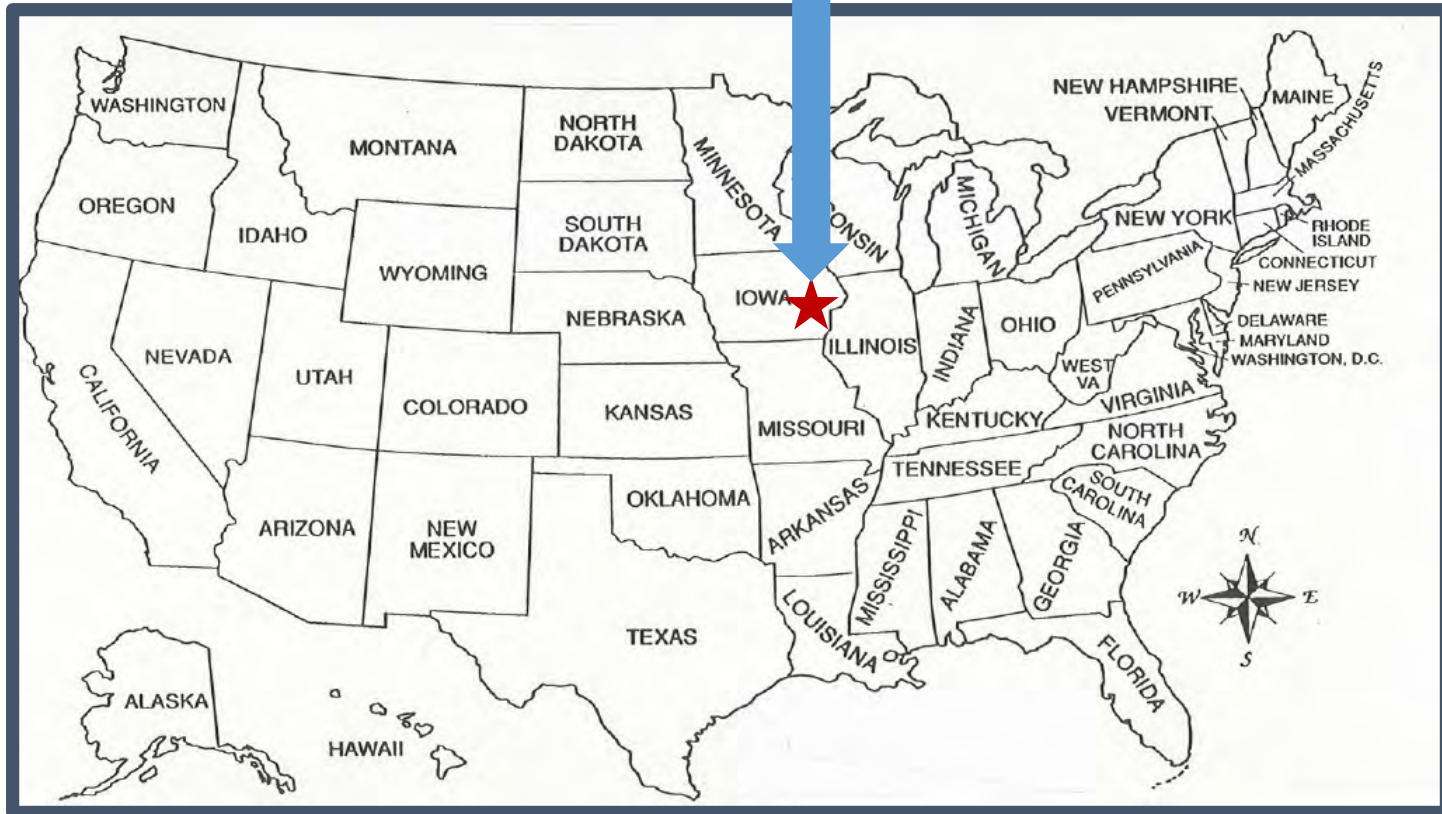 WASHINGTON
OREGON
IDAHO
MONTANA
WYOMING
NORTH
DAKOTA
SOUTH
DAKOTA
NEBRASKA
MINNESOTA
CONSIN
IOWA
ILLINOIS
MICHIGAN
INDIANA
OHIO
NEW HAMPSHIRE
VERMONT
MAINE
MASSACHUSETTS
NEW YORK
RHODE
ISLAND
CONNECTICUT
PENNSYLVANIA
NEW JERSEY
DELAWARE
MARYLAND
WASHINGTON, D.C.
WEST
VA
VIRGINIA
NEVADA
UTAH
CALIFORNIA
COLORADO
KANSAS
MISSOURI
KENTUCKY
NORTH
CAROLINA
TENNESSEE
SOUTH
CAROLINA
ARIZONA
NEW
MEXICO
OKLAHOMA
ARKANSAS
MISSISSIPPI
ALABAMA
GEORGIA
TEXAS
LOUISIANA
FLORIDA
ALASKA
HAWAII
N
W
E
S